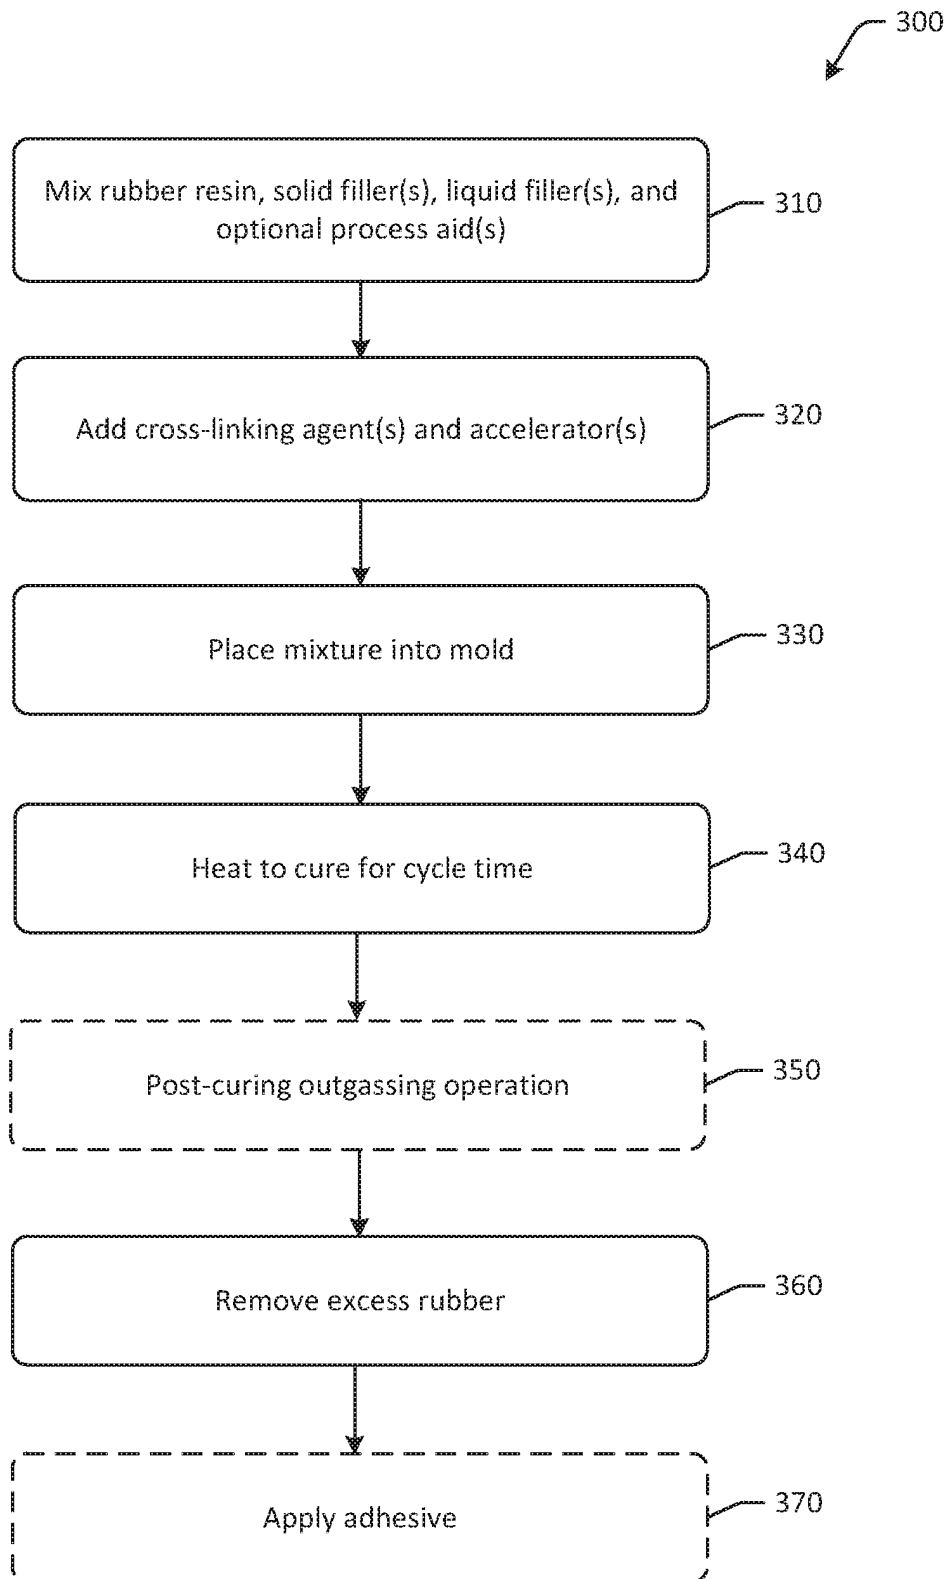 300
Mix rubber resin, solid filler(s), liquid filler(s), and
optional process aid(s)
310
Add cross-linking agent(s) and accelerator(s)
320
Place mixture into mold
330
Heat to cure for cycle time
340
Post-curing outgassing operation
350
Remove excess rubber
360
Apply adhesive
370